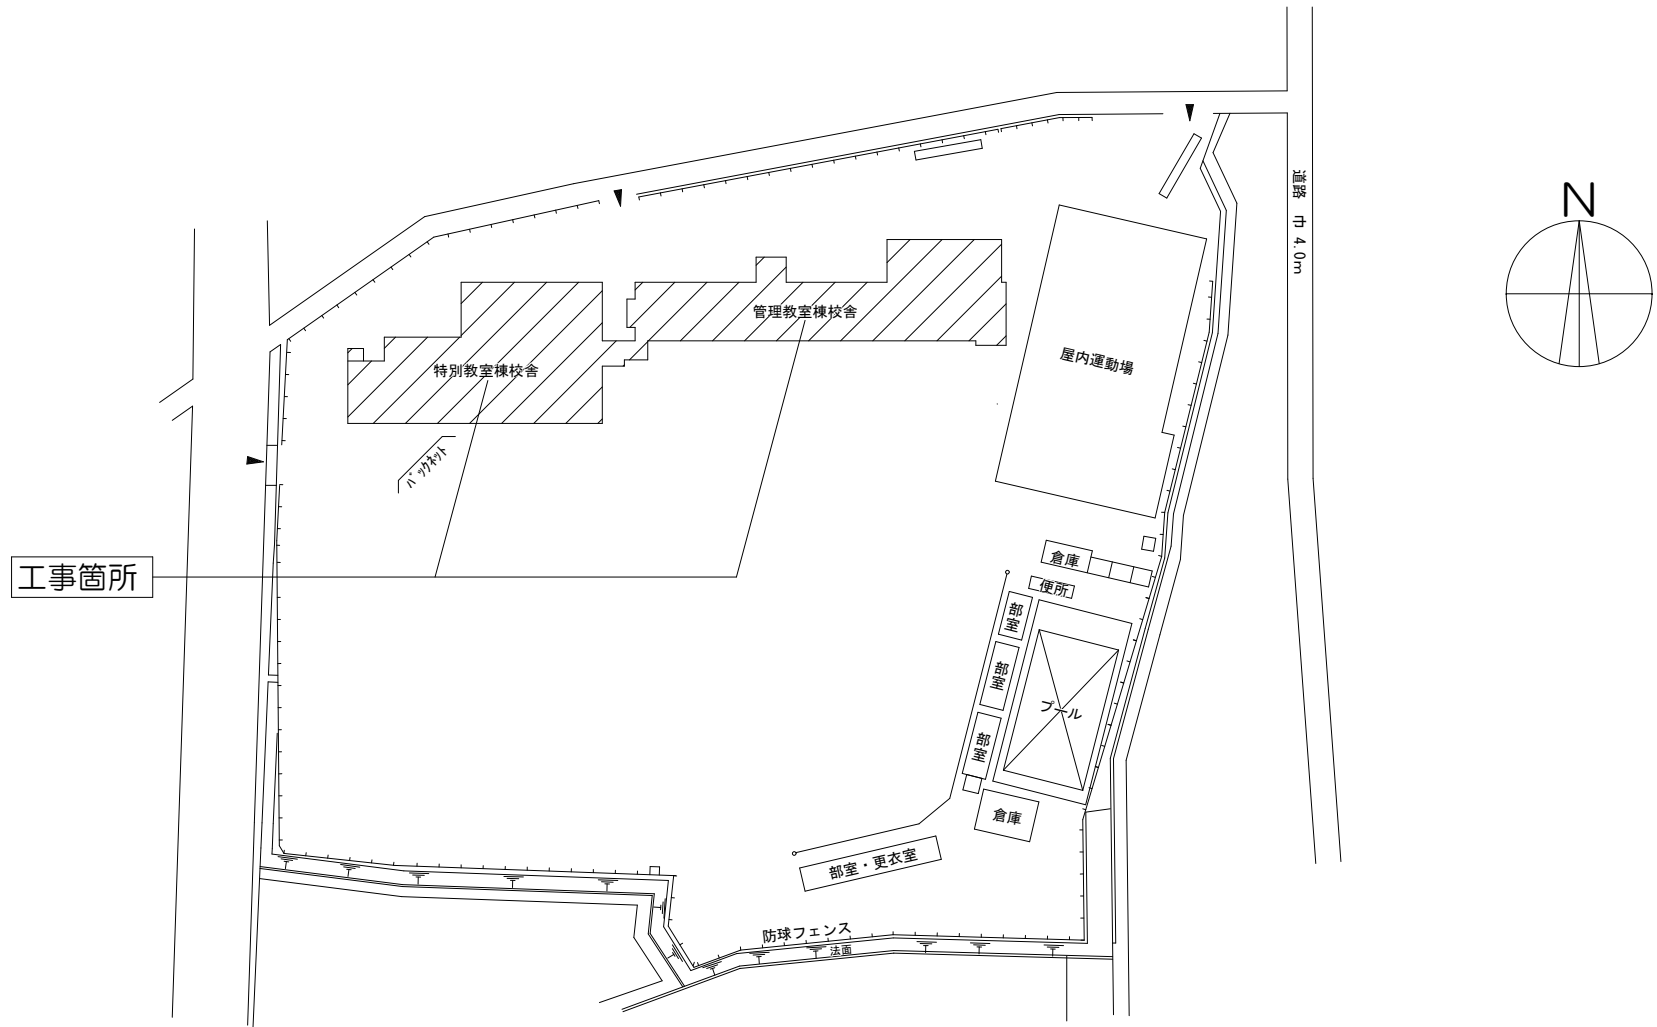 N
道路 巾 4.0m
管理教室棟校舎
特別教室棟校舎
屋内運動場
ﾊﾞｯｸﾈｯﾄ
工事箇所
倉庫
便所
部室
部室
プール
部室
倉庫
部室・更衣室
防球フェンス
法面